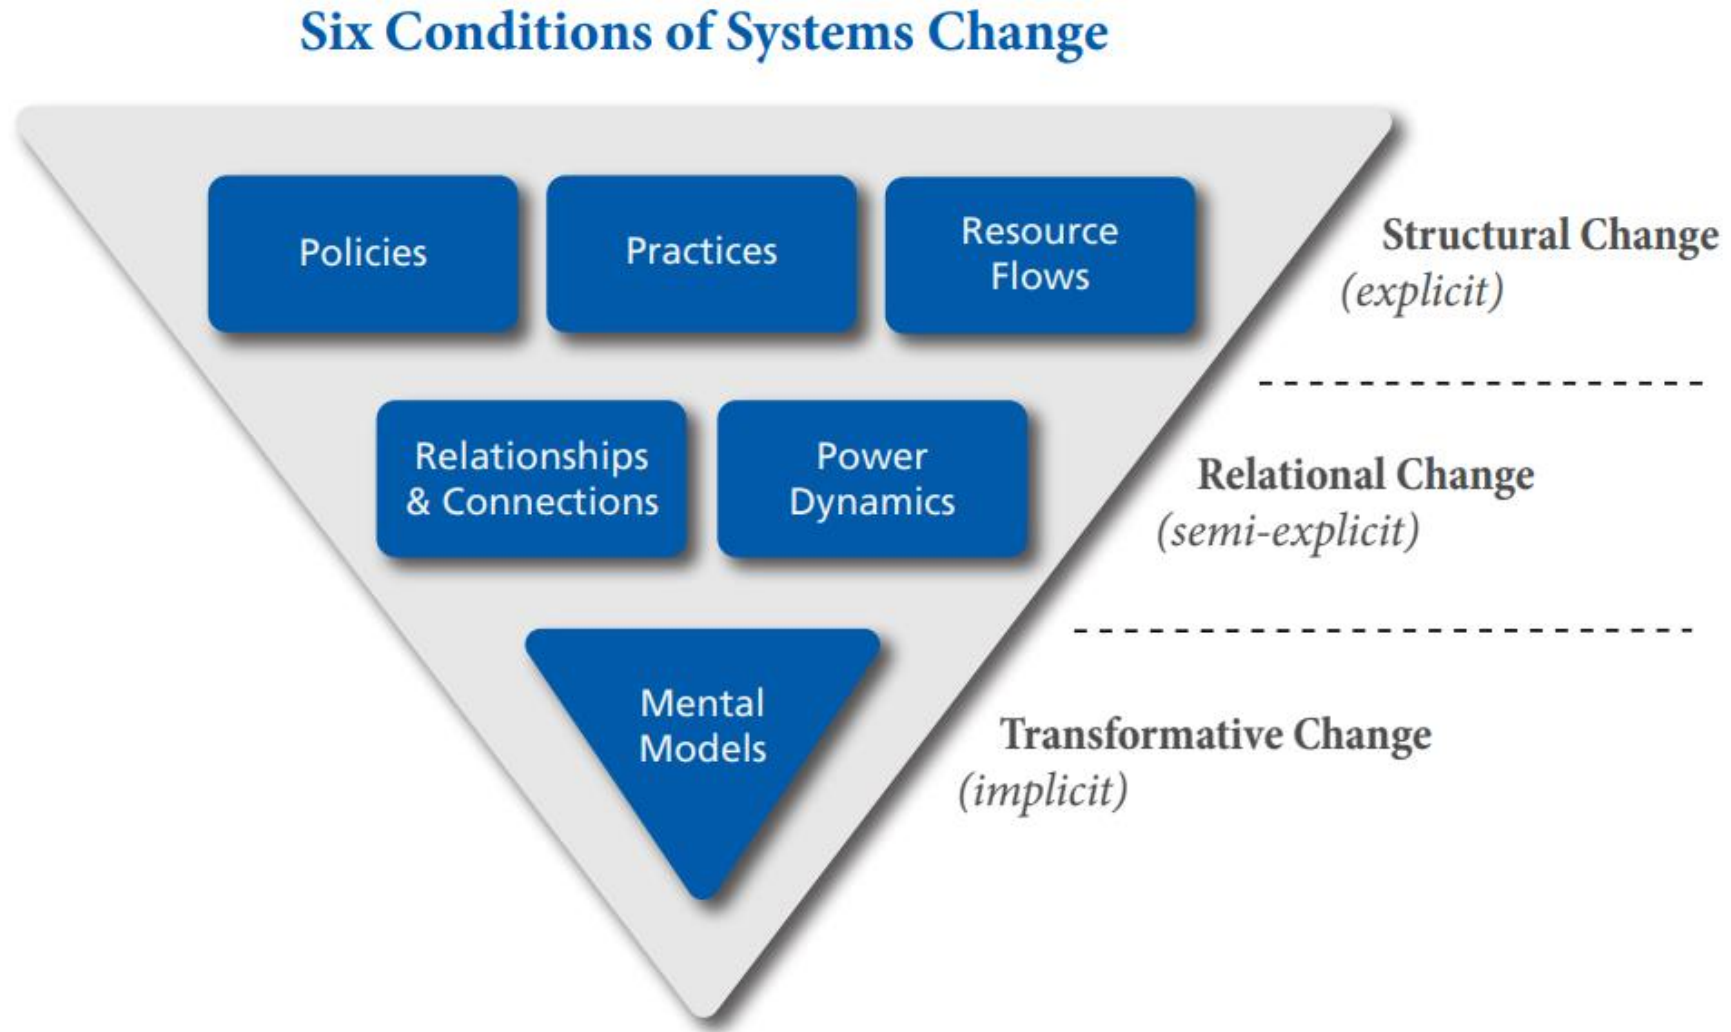 Six Conditions of Systems Change
Policies
Practices
Resource
Flows
Structural Change
(explicit)
Relationships
& Connections
Power
Dynamics
Relational Change
(semi-explicit)
Mental
Models
Transformative Change
(implicit)